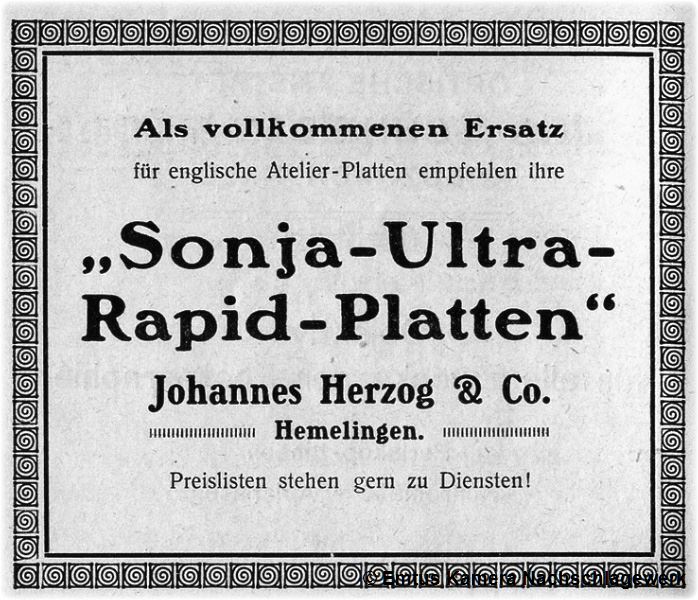 Als vollkommenen Ersatz
für englische Atelier-Platten empfehlen ihre
„Sonja-Ultra-
Rapid-Platten“
Johannes Herzog & Co.
Hemelingen.
Preislisten stehen gern zu Diensten!
Kamera Nachschlagewerk